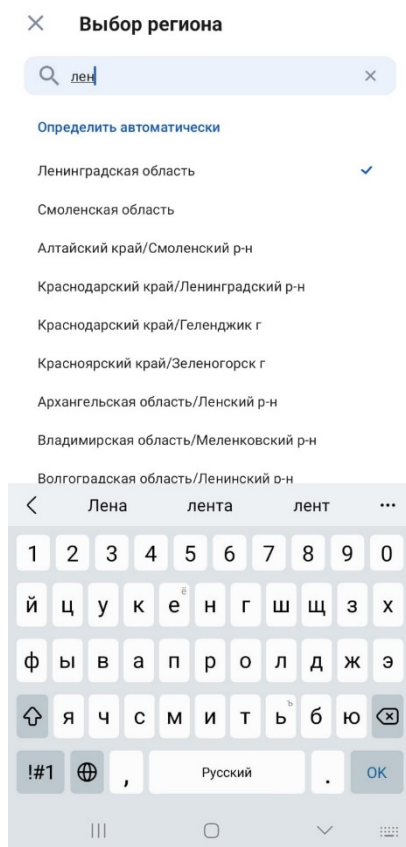 Выбор региона
лен
Определить автоматически
Ленинградская область
Смоленская область
Алтайский край/Смоленский р-н
Краснодарский край/Ленинградский р-н
Краснодарский край/Геленджик г
Красноярский край/Зеленогорск г
Архангельская область/Ленский р-н
Владимирская область/Меленковский р-н
Волгоградская область/Ленинский р-н
Лена лента лент
1 2 3 4 5 6 7 8 9 0
й ц у к е ё н г ш щ з х
ф ы в а п р о л д ж э
я ч с м и т ь ъ б ю
!#1 , Русский . OK